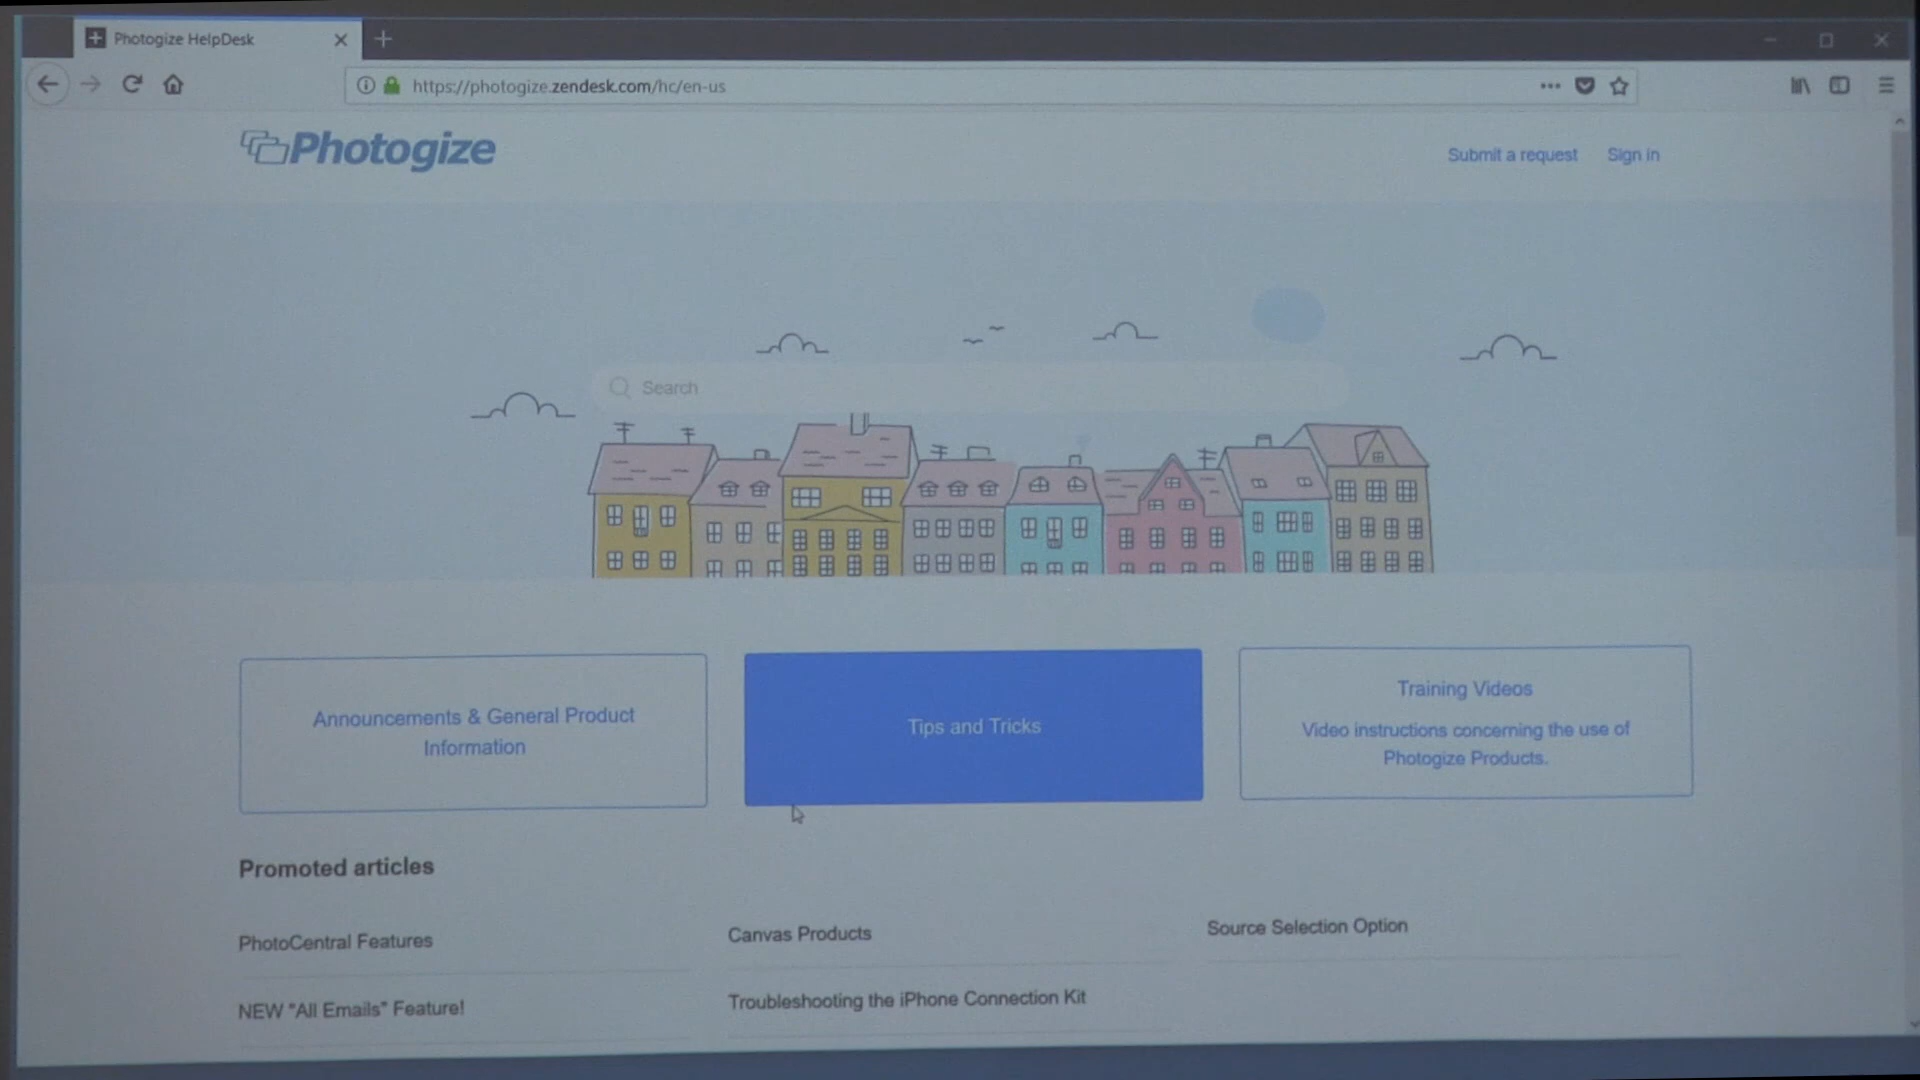 Photogize HelpDesk
https://photogize.zendesk.com/hc/en-us
Photogize
Submit a request
Sign in
Search
Announcements & General Product
Information
Tips and Tricks
Training Videos
Video instructions concerning the use of
Photogize Products.
Promoted articles
PhotoCentral Features
Canvas Products
Source Selection Option
NEW "All Emails" Feature!
Troubleshooting the iPhone Connection Kit